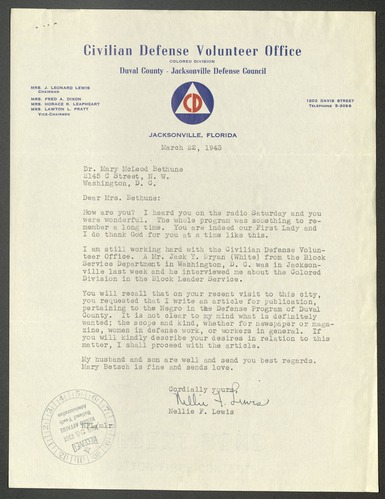 Civilian Defense Volunteer Office
COLORED DIVISION
Duval County - Jacksonville Defense Council
MRS. J. LEONARD LEWIS
CHAIRMAN
MRS. FRED A. DIXON
MRS. HORACE R. LEAPHEART
MRS. LAWTON L. PRATT
VICE-CHAIRMEN
CD
1202 DAVIS STREET
TELEPHONE 5-3069
JACKSONVILLE, FLORIDA
March 22, 1943
Dr. Mary McLeod Bethune
2145 C Street, N. W.
Washington, D. C.
Dear Mrs. Bethune:
How are you? I heard you on the radio Saturday and you
were wonderful. The whole program was something to re-
member a long time. You are indeed our First Lady and
I do thank God for you at a time like this.
I am still working hard with the Civilian Defense Volun-
teer Office. A Mr. Jack Y. Bryan (White) from the Block
Service Department in Washington, D. C. was in Jackson-
ville last week and he interviewed me about the Colored
Division in the Block Leader Service.
You will recall that on your recent visit to this city,
you requested that I write an article for publication,
pertaining to the Negro in the Defense Program of Duval
County. It is not clear to my mind what is definitely
wanted; the scope and kind, whether for newspaper or maga-
zine, women in defense work, or workers in general. If
you will kindly describe your desires in relation to this
matter, I shall proceed with the article.
My husband and son are well and send you best regards.
Mary Betsch is fine and sends love.
Cordially yours,
Nellie F. Lewis
Nellie F. Lewis
RECEIVED